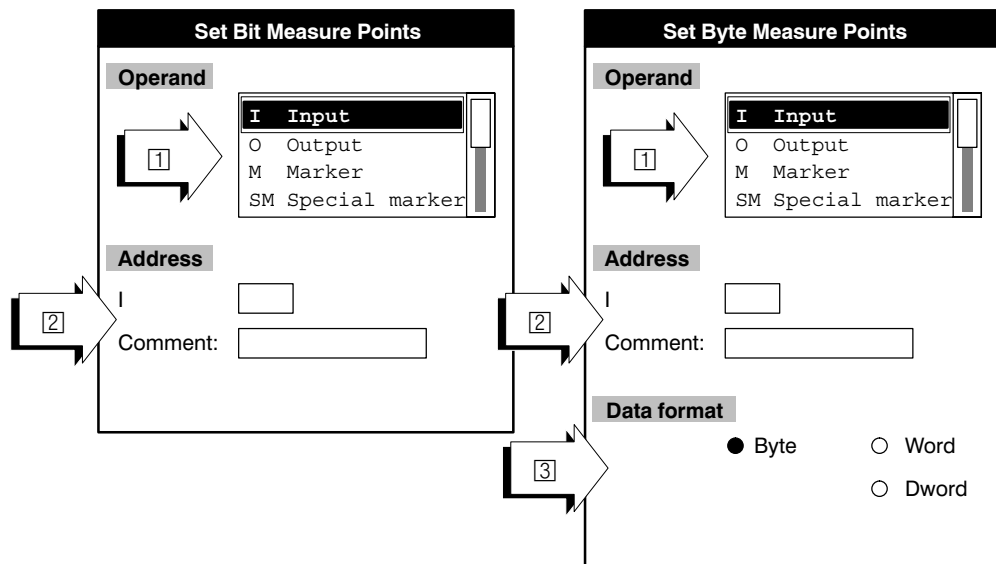 Set Bit Measure Points
Operand
1
I Input
O Output
M Marker
SM Special marker
Address
2
I
Comment:
Set Byte Measure Points
Operand
1
I Input
O Output
M Marker
SM Special marker
Address
2
I
Comment:
Data format
3
Byte
Word
Dword